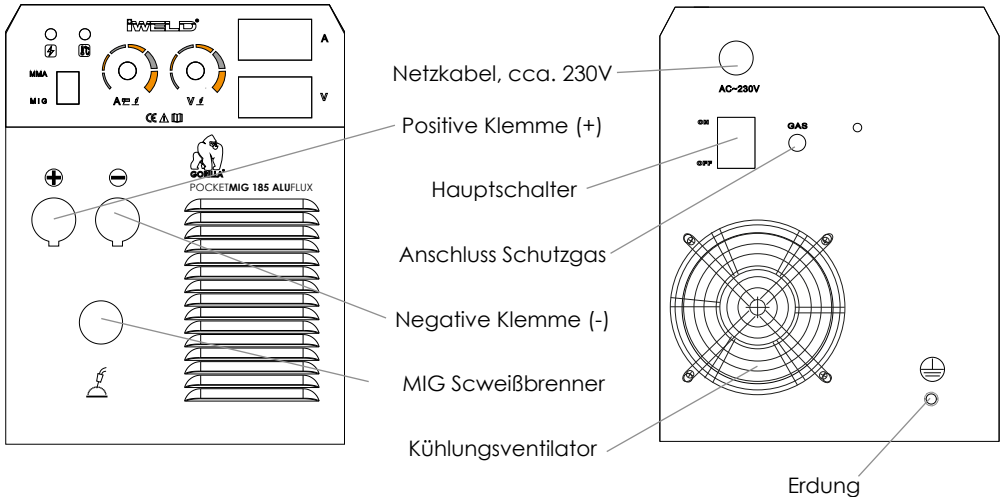 iWELD
A
MMA
MIG
A
V
V
CE
GORILLA
POCKETMIG 185 ALUFLUX
Netzkabel, cca. 230V
Positive Klemme (+)
Hauptschalter
Anschluss Schutzgas
Negative Klemme (-)
MIG Scweißbrenner
Kühlungsventilator
Erdung
AC~230V
ON
OFF
GAS